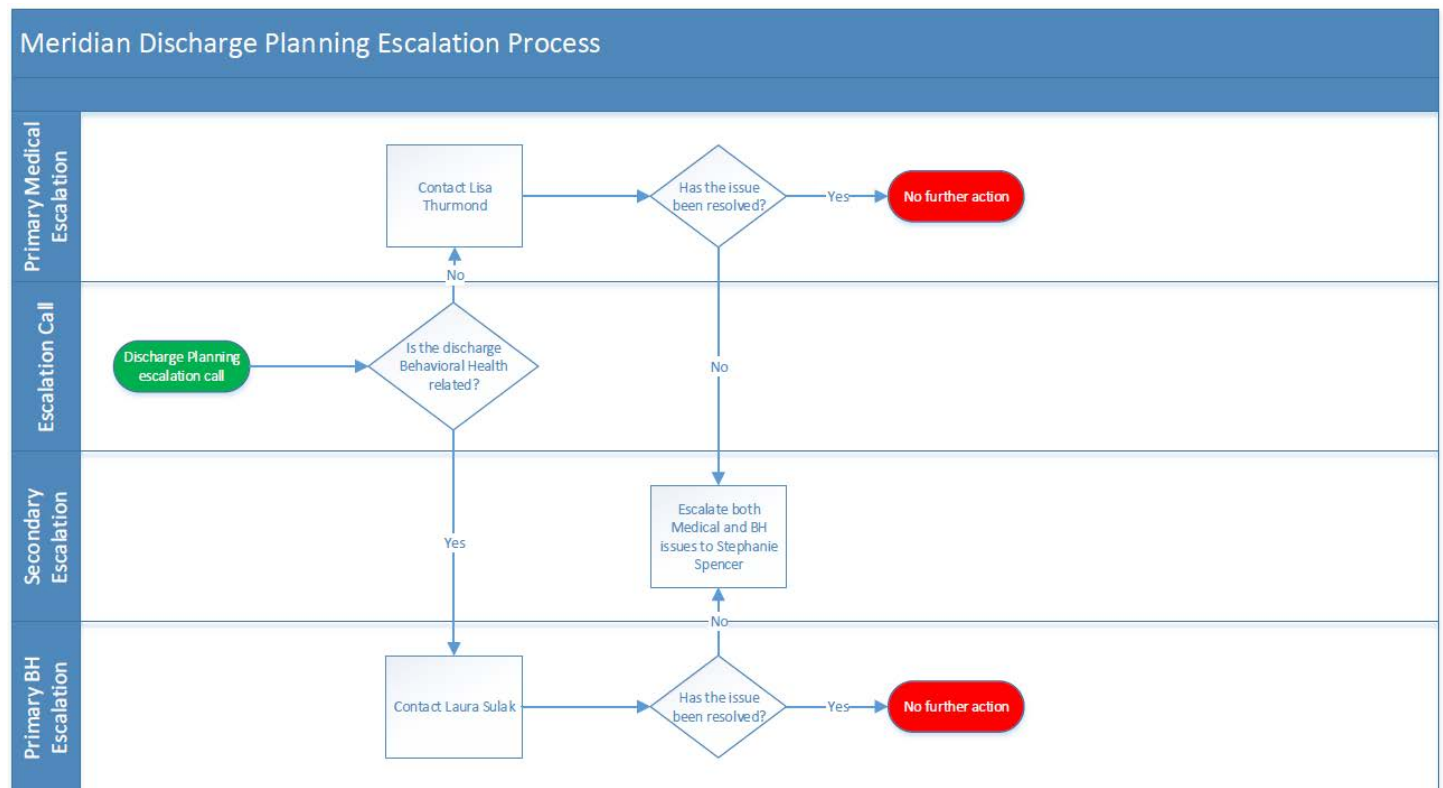 Meridian Discharge Planning Escalation Process
Primary Medical
Escalation
Contact Lisa
Thurmond
Has the issue
been resolved?
Yes
No further action
No
Escalation Call
Discharge Planning
escalation call
Is the discharge
Behavioral Health
related?
No
Secondary
Escalation
Yes
Escalate both
Medical and BH
issues to Stephanie
Spencer
No
Primary BH
Escalation
Contact Laura Sulak
Has the issue
been resolved?
Yes
No further action